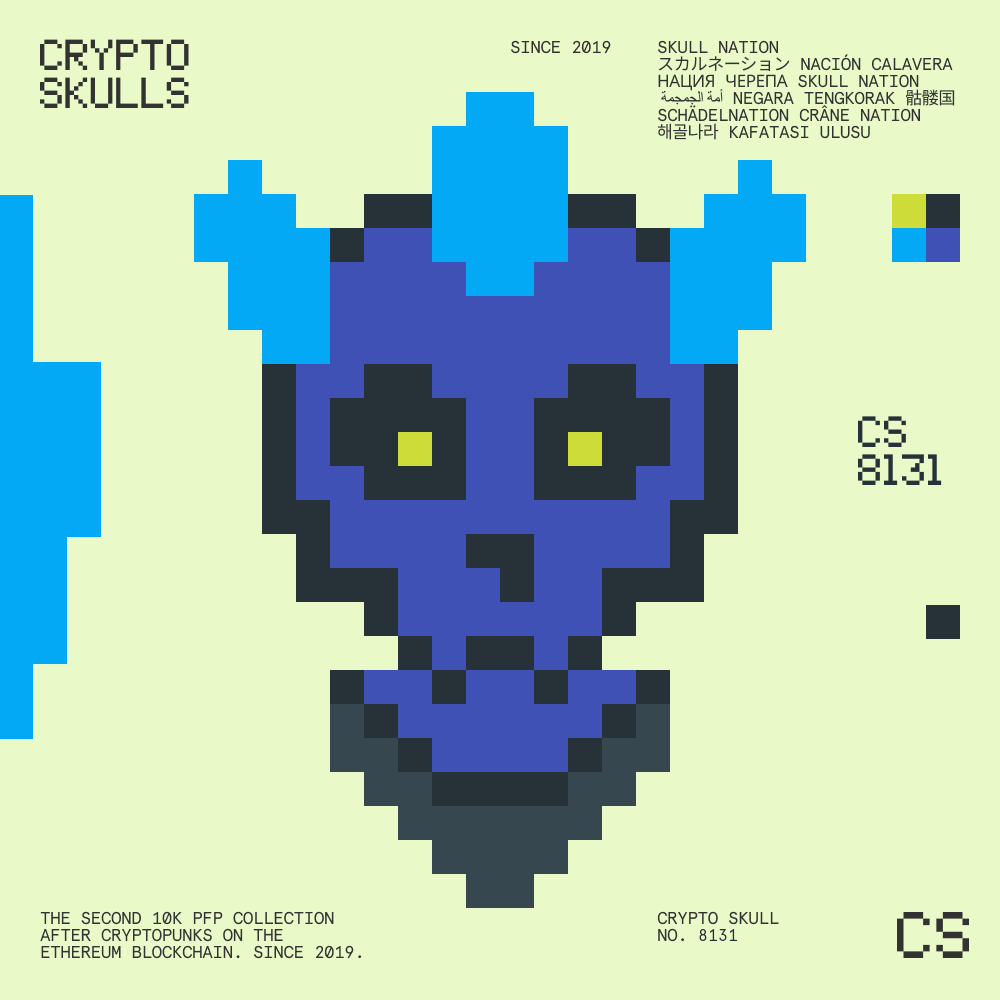 CRYPTO
SKULLS
SINCE 2019
SKULL NATION
スカルネーション NACIÓN CALAVERA
НАЦИЯ ЧЕРЕПА SKULL NATION
أمة الجمجمة NEGARA TENGKORAK 骷髅国
SCHÄDELNATION CRÂNE NATION
해골나라 KAFATASI ULUSU
CS
8131
THE SECOND 10K PFP COLLECTION
AFTER CRYPTOPUNKS ON THE
ETHEREUM BLOCKCHAIN. SINCE 2019.
CRYPTO SKULL
NO. 8131
CS